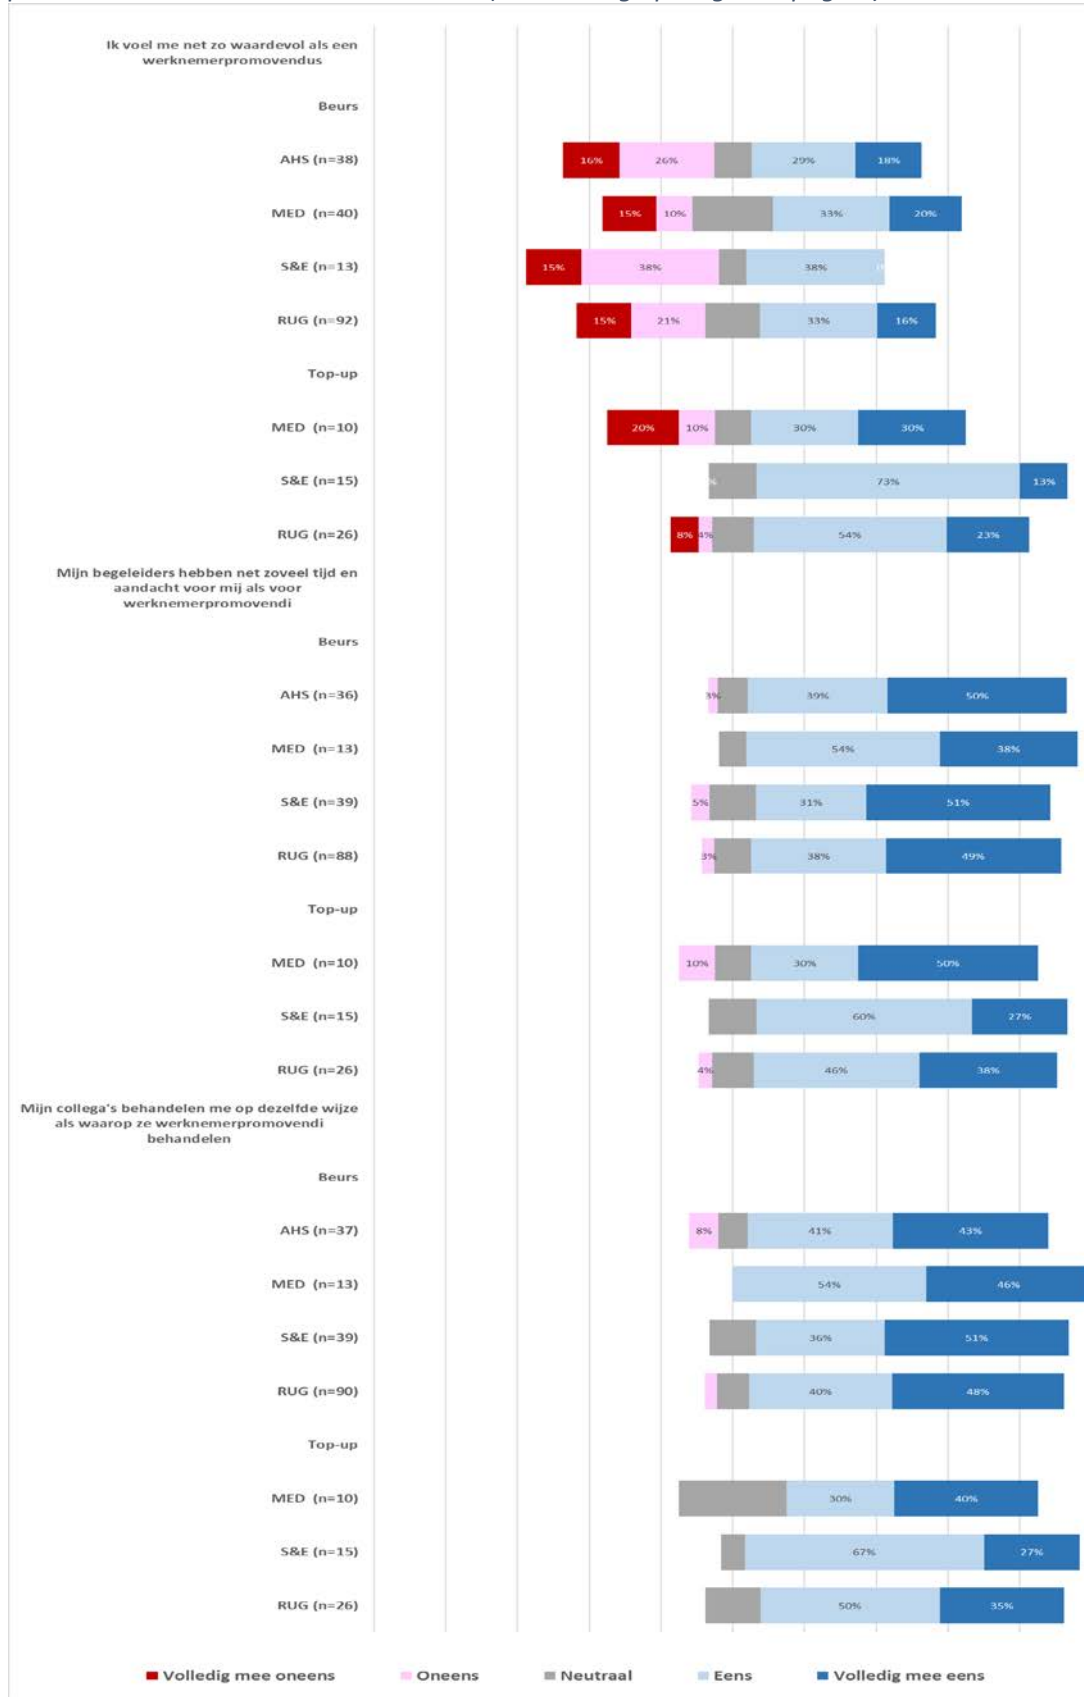 Ik voel me net zo waardevol als een
werknemerpromovendus
Beurs
AHS (n=38)
16% 26% 29% 18%
MED (n=40)
15% 10% 33% 20%
S&E (n=13)
15% 38% 38%
RUG (n=92)
15% 21% 33% 16%
Top-up
MED (n=10)
20% 10% 30% 30%
S&E (n=15)
73% 13%
RUG (n=26)
8% 4% 54% 23%
Mijn begeleiders hebben net zoveel tijd en
aandacht voor mij als voor
werknemerpromovendi
Beurs
AHS (n=36)
3% 39% 50%
MED (n=13)
54% 38%
S&E (n=39)
5% 31% 51%
RUG (n=88)
3% 38% 49%
Top-up
MED (n=10)
10% 30% 50%
S&E (n=15)
60% 27%
RUG (n=26)
4% 46% 38%
Mijn collega's behandelen me op dezelfde wijze
als waarop ze werknemerpromovendi
behandelen
Beurs
AHS (n=37)
8% 41% 43%
MED (n=13)
54% 46%
S&E (n=39)
36% 51%
RUG (n=90)
40% 48%
Top-up
MED (n=10)
30% 40%
S&E (n=15)
67% 27%
RUG (n=26)
50% 35%
Volledig mee oneens Oneens Neutraal Eens Volledig mee eens